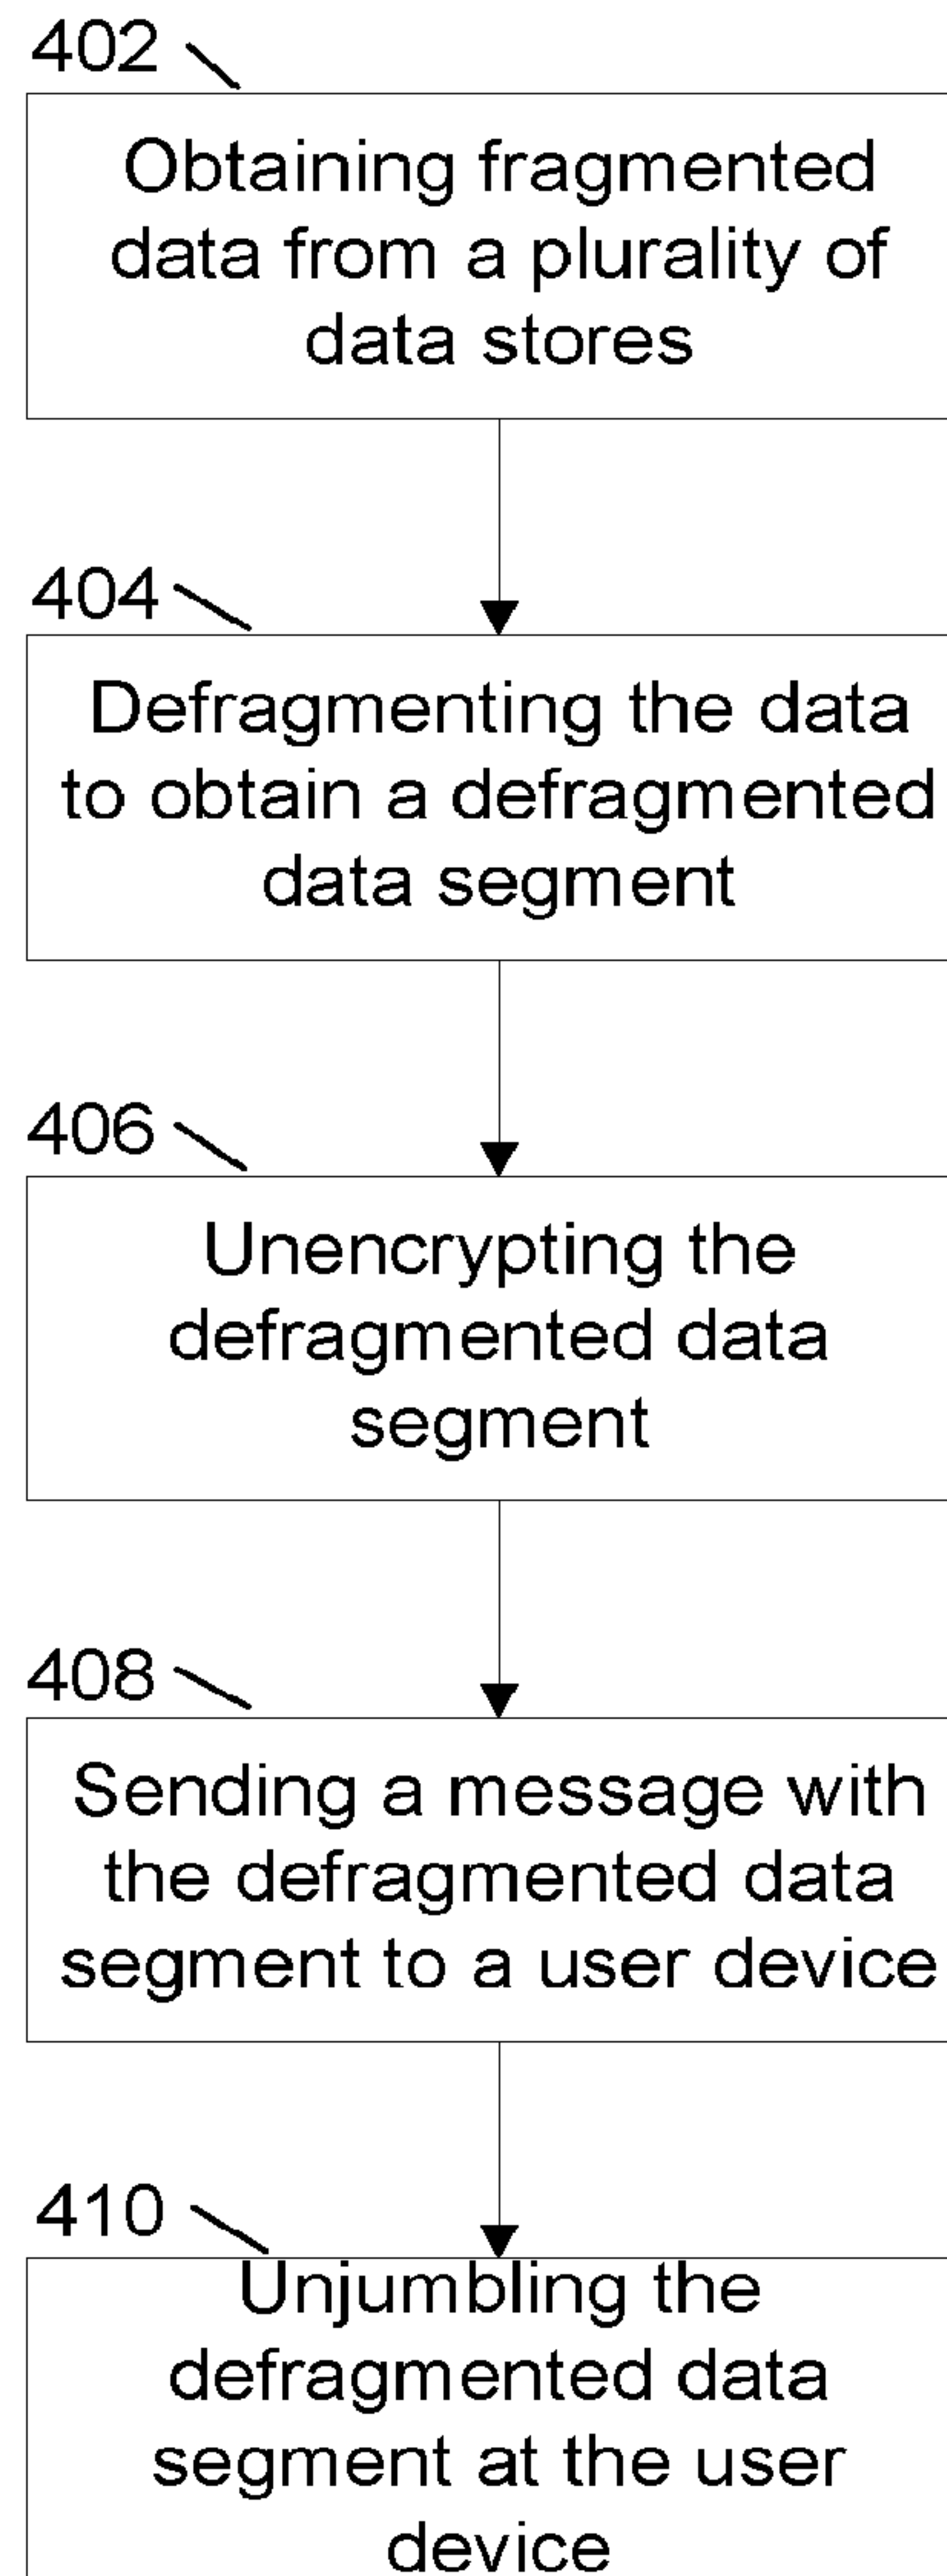 402
Obtaining fragmented
data from a plurality of
data stores
404
Defragmenting the data
to obtain a defragmented
data segment
406
Unencrypting the
defragmented data
segment
408
Sending a message with
the defragmented data
segment to a user device
410
Unjumbling the
defragmented data
segment at the user
device